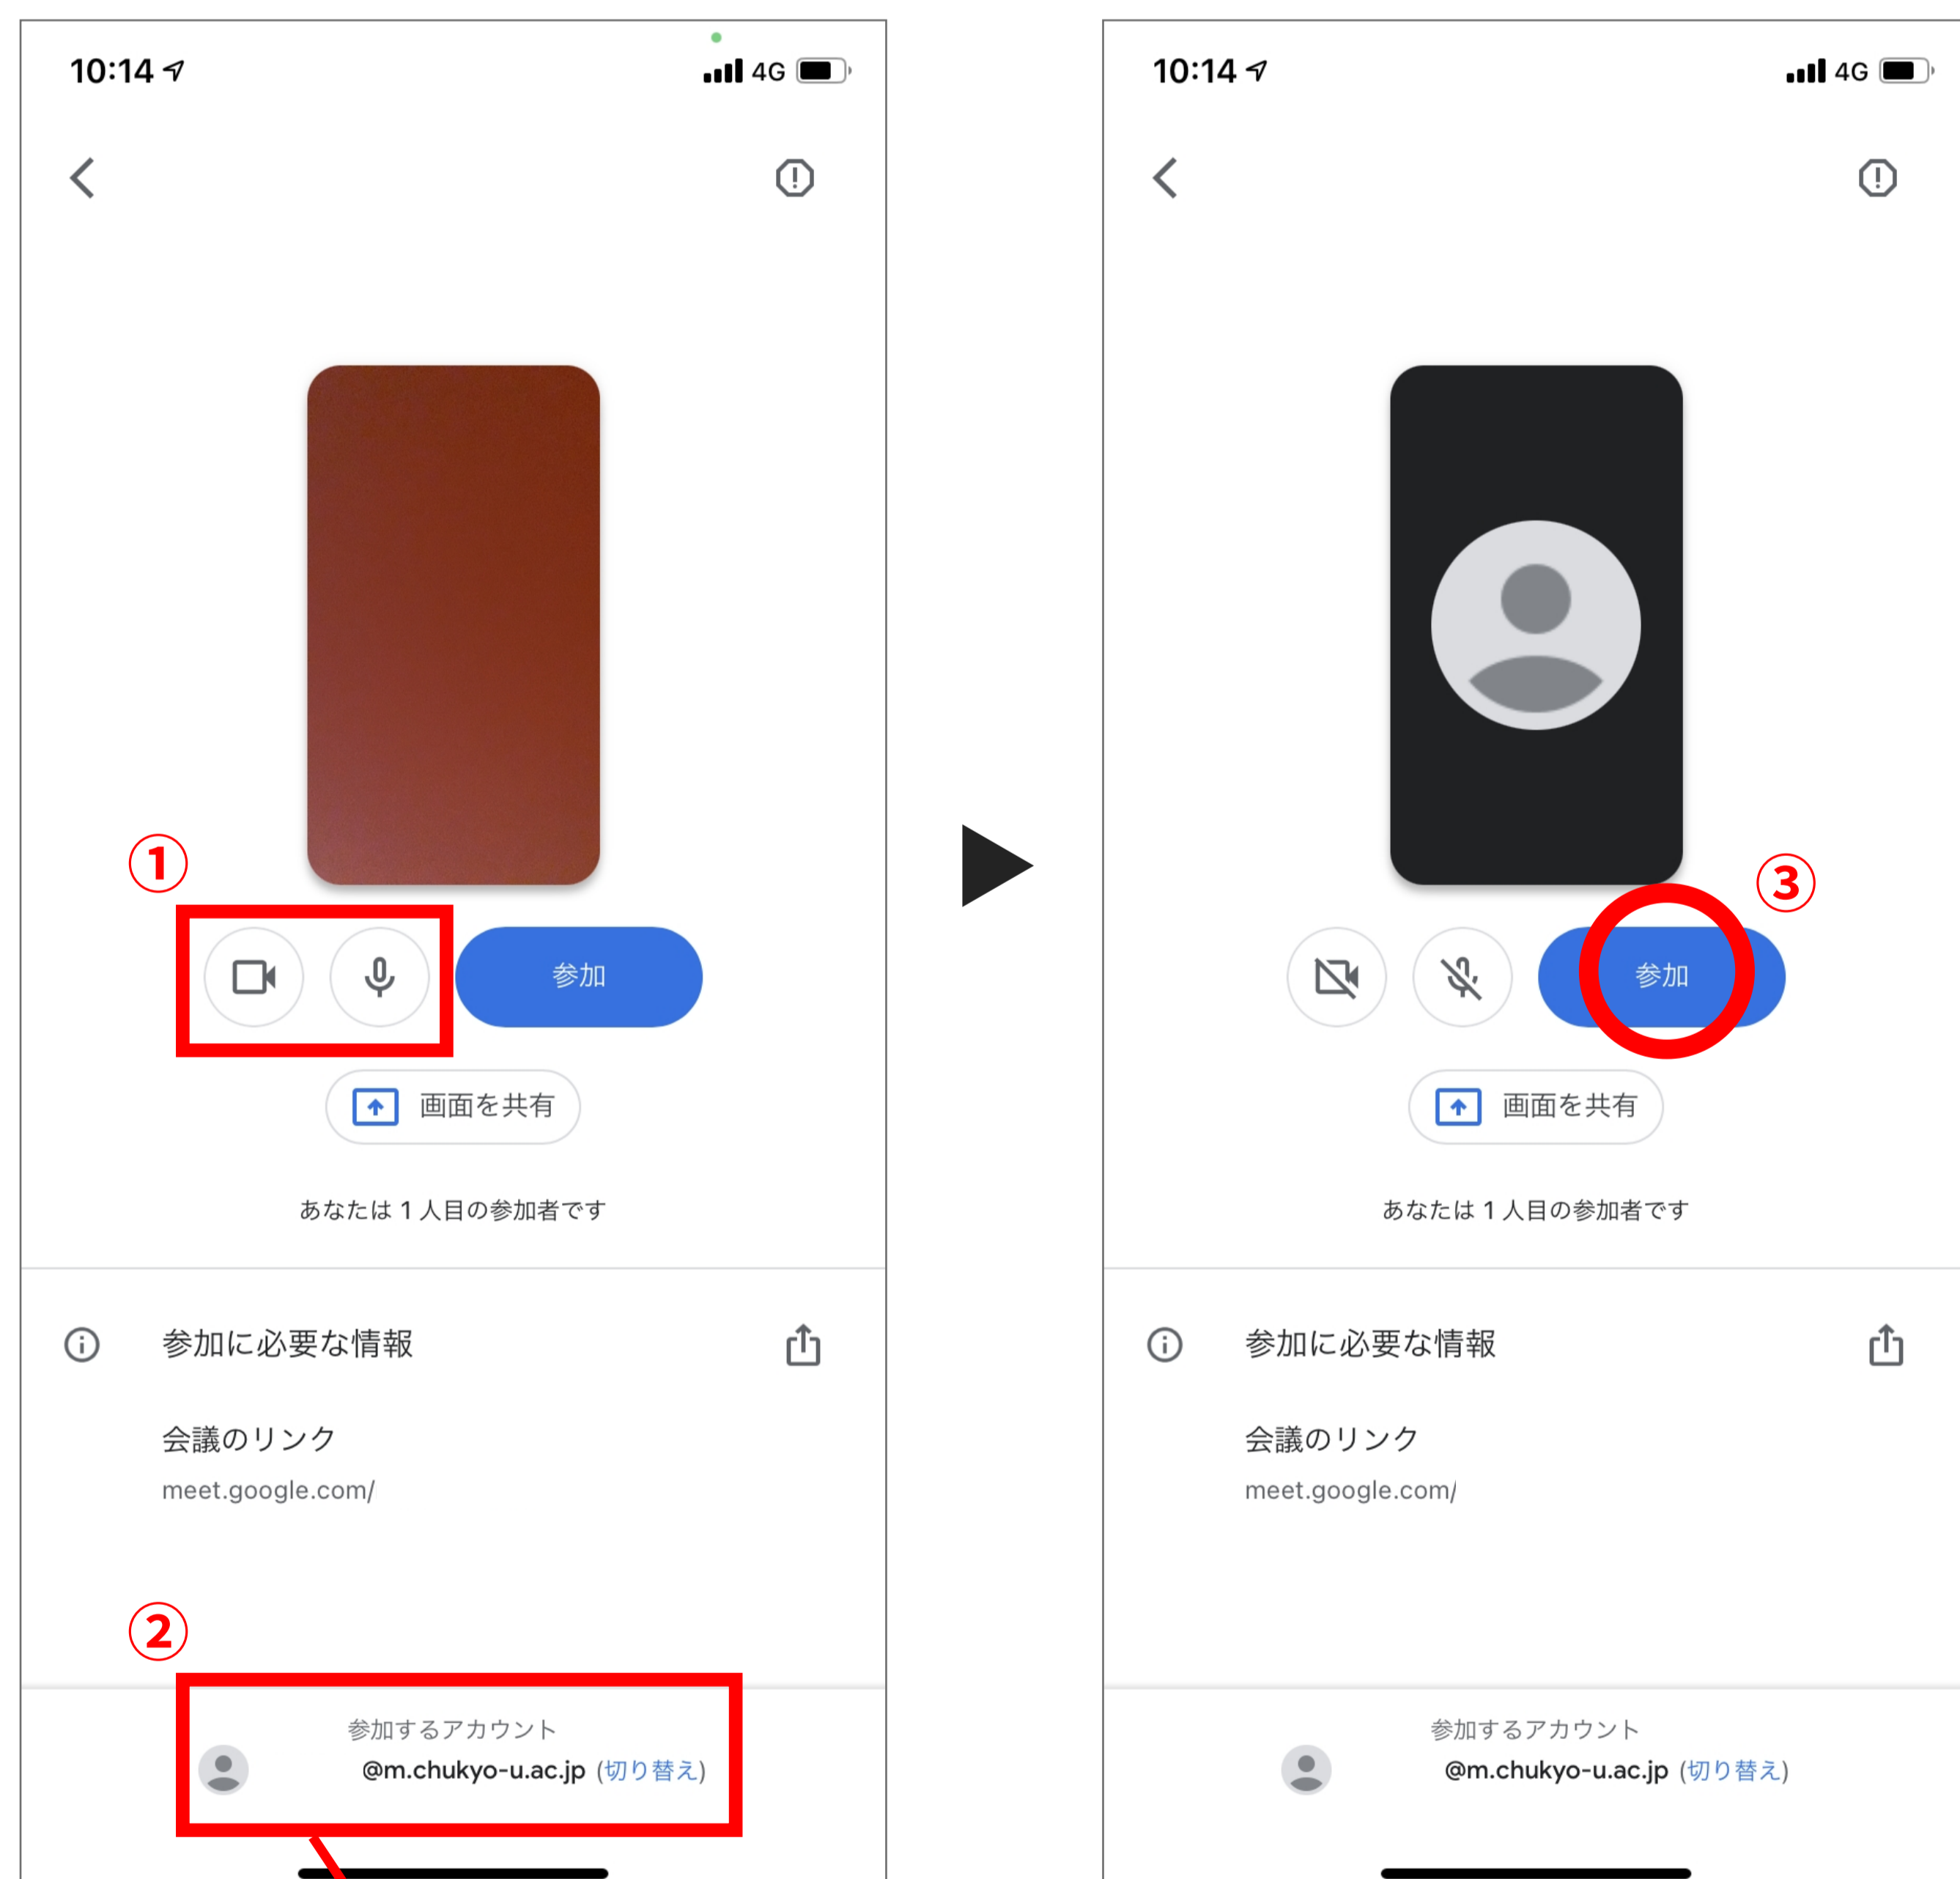 10:14
4G
①
参加
画面を共有
あなたは 1 人目の参加者です
参加に必要な情報
会議のリンク
meet.google.com/
②
参加するアカウント
@m.chukyo-u.ac.jp (切り替え)
10:14
4G
③
参加
画面を共有
あなたは 1 人目の参加者です
参加に必要な情報
会議のリンク
meet.google.com/
参加するアカウント
@m.chukyo-u.ac.jp (切り替え)